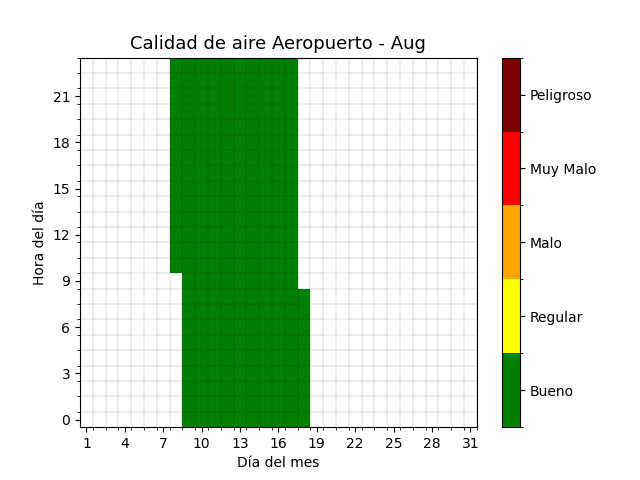 Calidad de aire Aeropuerto - Aug
Hora del día
21
18
15
12
9
6
3
0
1 4 7 10 13 16 19 22 25 28 31
Día del mes
Peligroso
Muy Malo
Malo
Regular
Bueno